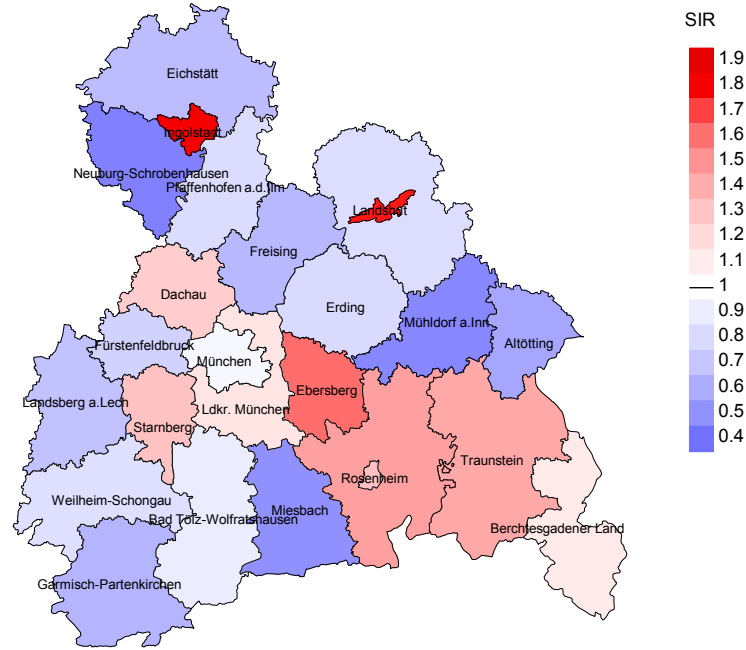 SIR
Eichstätt
Ingolstadt
Neuburg-Schrobenhausen
Pfaffenhofen a.d.Ilm
Landshut
Freising
Dachau
Erding
Mühldorf a.Inn
Altötting
Fürstenfeldbruck
München
Ebersberg
Landsberg a.Lech
Ldkr. München
Starnberg
Traunstein
Rosenheim
Weilheim-Schongau
Miesbach
Bad Tölz-Wolfratshausen
Berchtesgadener Land
Garmisch-Partenkirchen
1.9
1.8
1.7
1.6
1.5
1.4
1.3
1.2
1.1
1
0.9
0.8
0.7
0.6
0.5
0.4